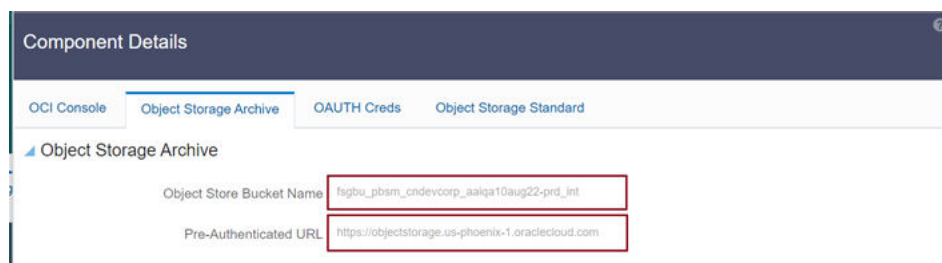 Component Details
OCI Console Object Storage Archive OAUTH Creds Object Storage Standard
Object Storage Archive
Object Store Bucket Name fsgbu_pbsm_cndevcorp_aaiqa10aug22-prd_int
Pre-Authenticated URL https://objectstorage.us-phoenix-1.oraclecloud.com